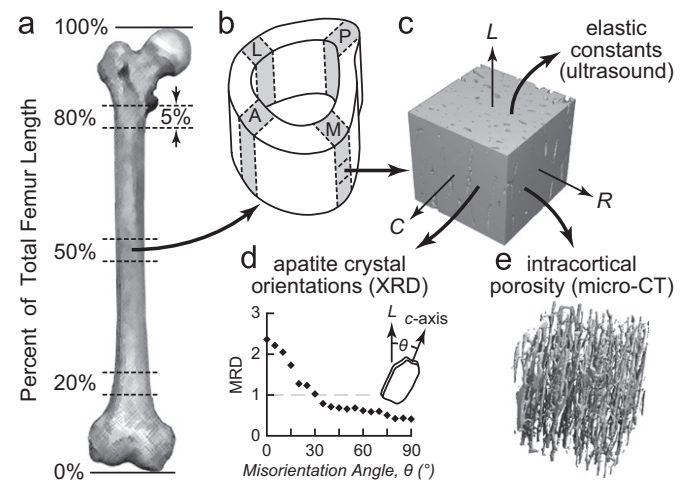 a
100%
80%
5%
50%
20%
0%
Percent of Total Femur Length
b
L
P
A
M
c
L
elastic
constants
(ultrasound)
C
R
d
apatite crystal
orientations (XRD)
3
2
1
0
MRD
L
c-axis
θ
0
30
60
90
Misorientation Angle, θ (°)
e
intracortical
porosity (micro-CT)